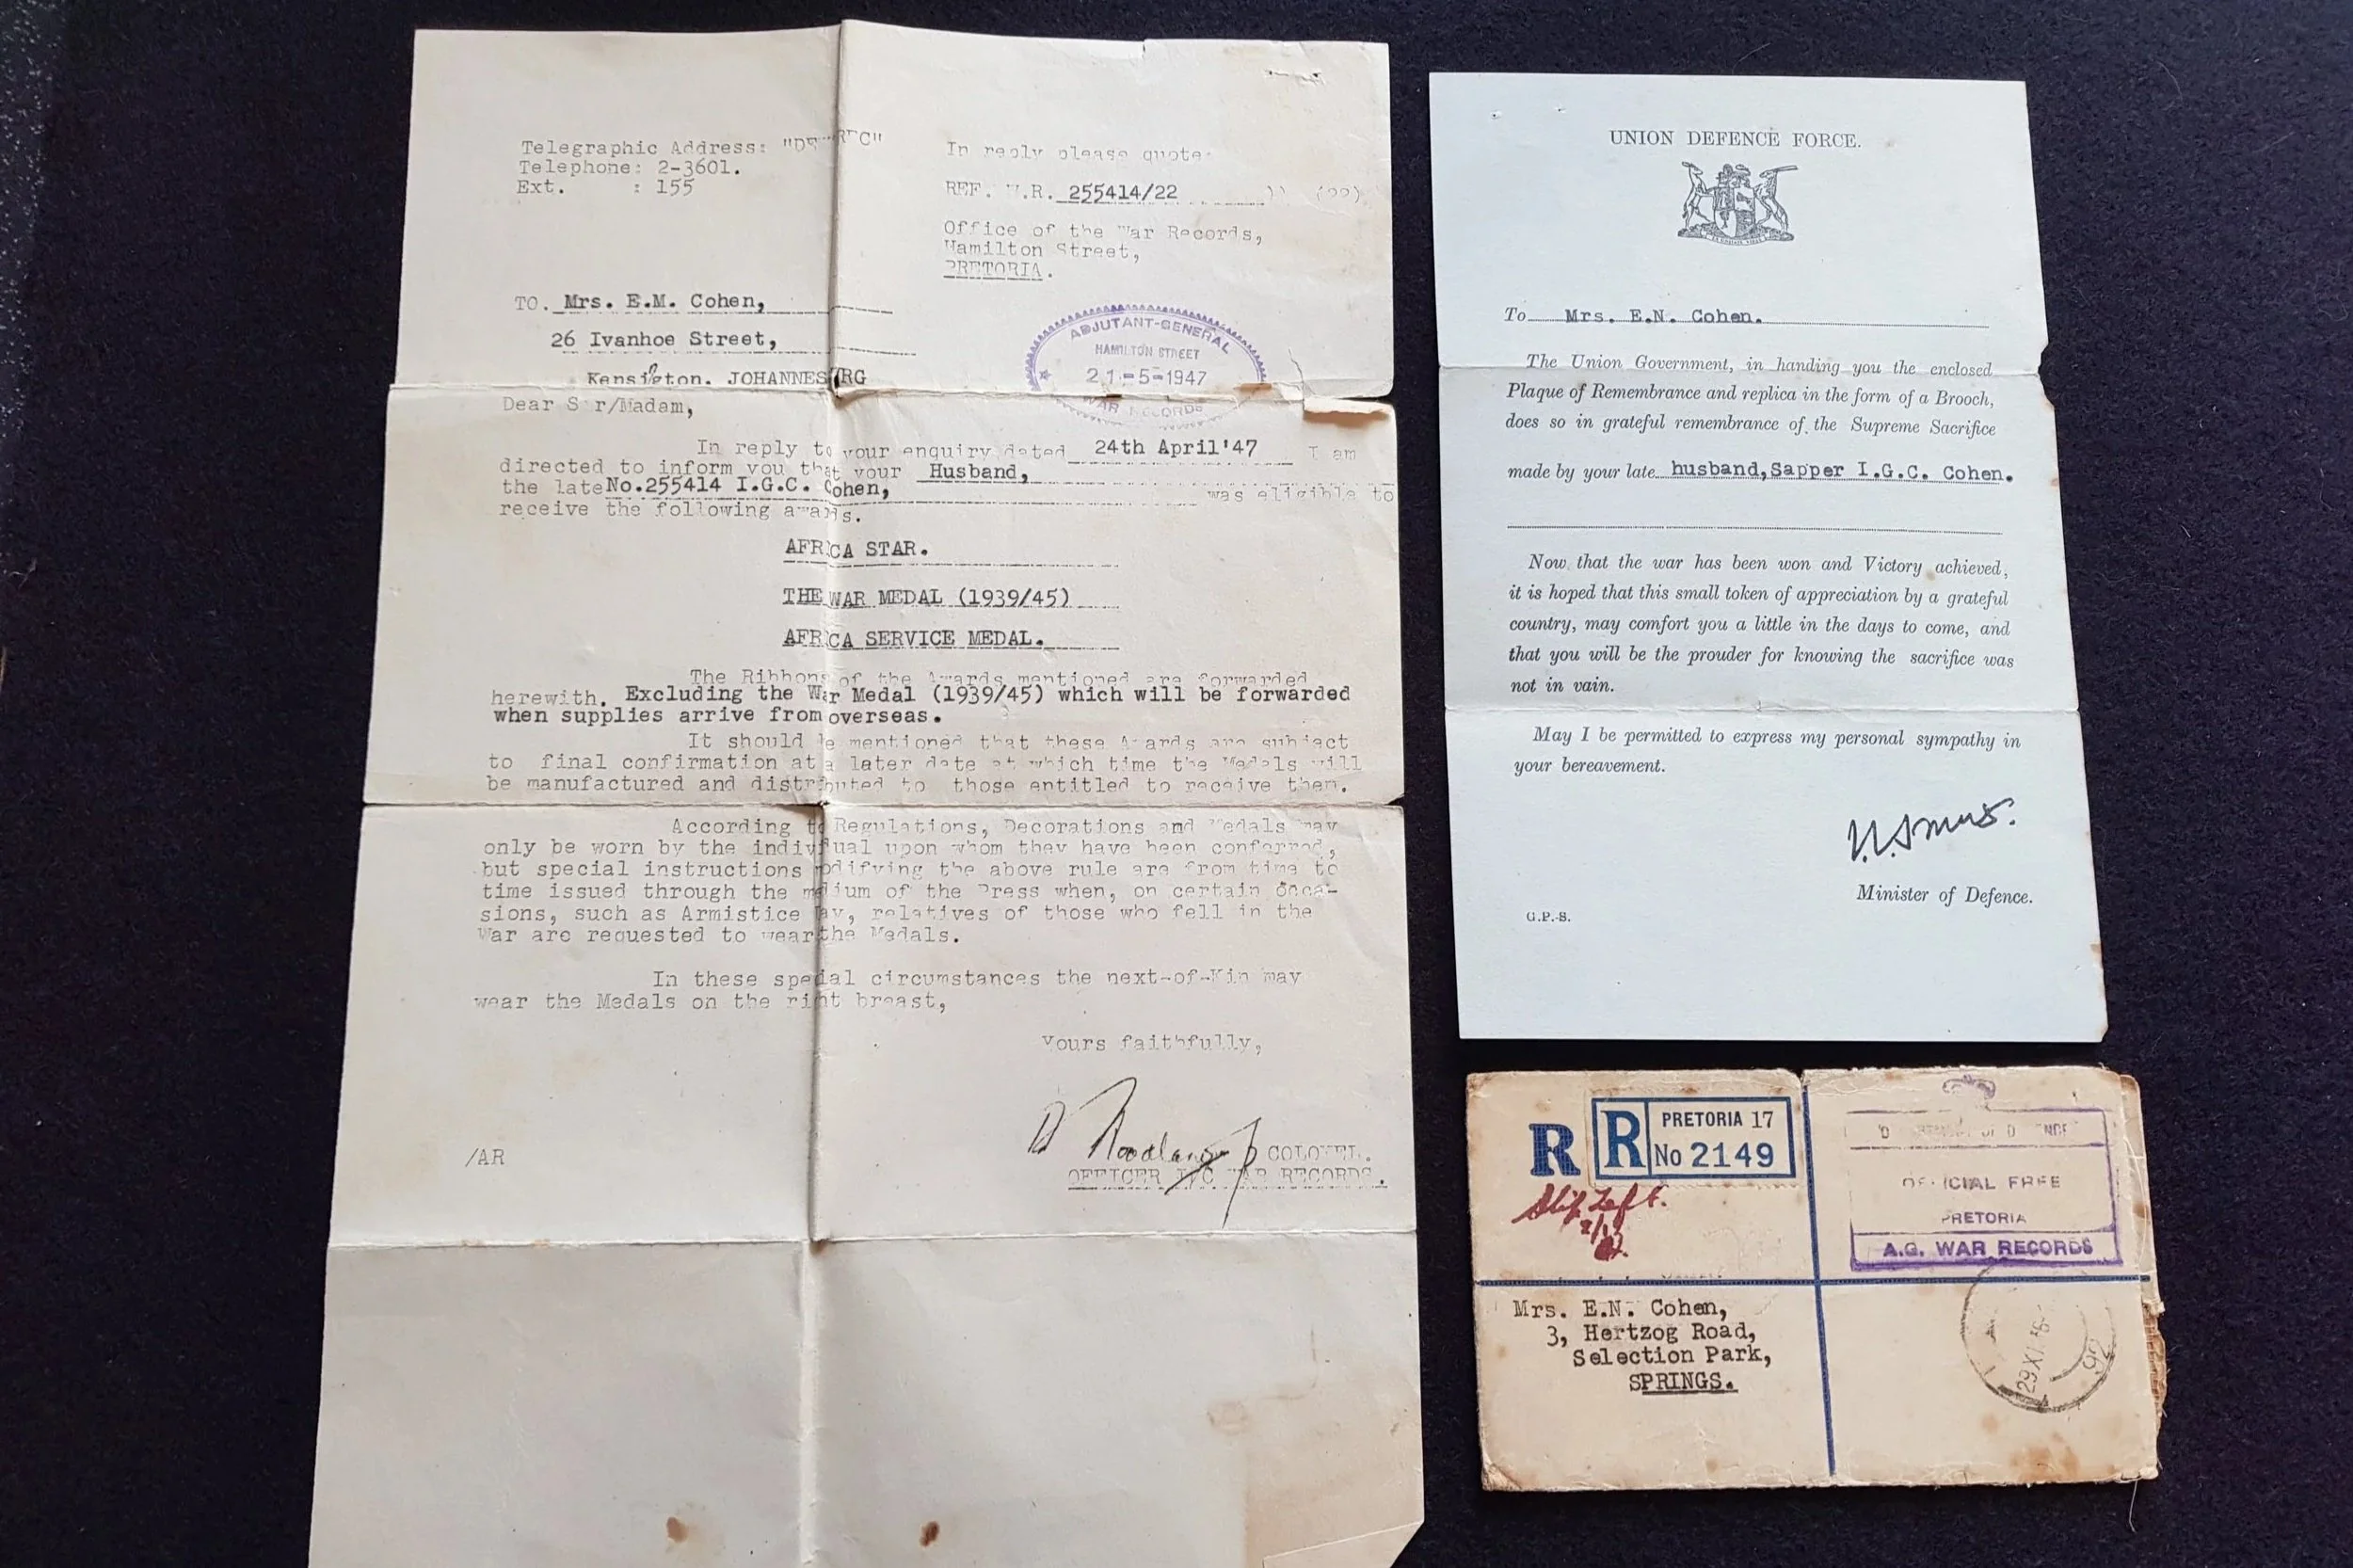 Telegraphic Address:
Telephone: 2-3601.
Ext. : 155
In reply please quote:
REF. W.R. 255414/22
Office of the War Records,
Hamilton Street,
PRETORIA.
TO. Mrs. E.M. Cohen,
26 Ivanhoe Street,
Kensington. JOHANNESBURG
ADJUTANT-GENERAL
HAMILTON STREET
21-5-1947
WAR RECORDS
Dear Sir/Madam,
In reply to your enquiry dated 24th April'47 I am
directed to inform you that your Husband,
the late No.255414 I.G.C. Cohen, was eligible to
receive the following awards.
AFRICA STAR.
THE WAR MEDAL (1939/45)
AFRICA SERVICE MEDAL.
The Ribbons of the Awards mentioned are forwarded
herewith. Excluding the War Medal (1939/45) which will be forwarded
when supplies arrive from overseas.
It should be mentioned that these Awards are subject
to final confirmation at a later date at which time the Medals will
be manufactured and distributed to those entitled to receive them.
According to Regulations, Decorations and Medals may
only be worn by the individual upon whom they have been conferred,
but special instructions modifying the above rule are from time to
time issued through the medium of the Press when, on certain occa-
sions, such as Armistice Day, relatives of those who fell in the
War are requested to wear the Medals.
In these special circumstances the next-of-Kin may
wear the Medals on the right breast,
Yours faithfully,
COLONEL.
OFFICER I/C WAR RECORDS.
/AR
UNION DEFENCE FORCE.
To Mrs. E.N. Cohen.
The Union Government, in handing you the enclosed
Plaque of Remembrance and replica in the form of a Brooch,
does so in grateful remembrance of the Supreme Sacrifice
made by your late husband, Sapper I.G.C. Cohen.
Now that the war has been won and Victory achieved,
it is hoped that this small token of appreciation by a grateful
country, may comfort you a little in the days to come, and
that you will be the prouder for knowing the sacrifice was
not in vain.
May I be permitted to express my personal sympathy in
your bereavement.
Minister of Defence.
G.P.-S.
R
R PRETORIA 17
No 2149
Slip Left.
OFFICIAL FREE
PRETORIA
A.G. WAR RECORDS
Mrs. E.N. Cohen,
3, Hertzog Road,
Selection Park,
SPRINGS.
29 XI